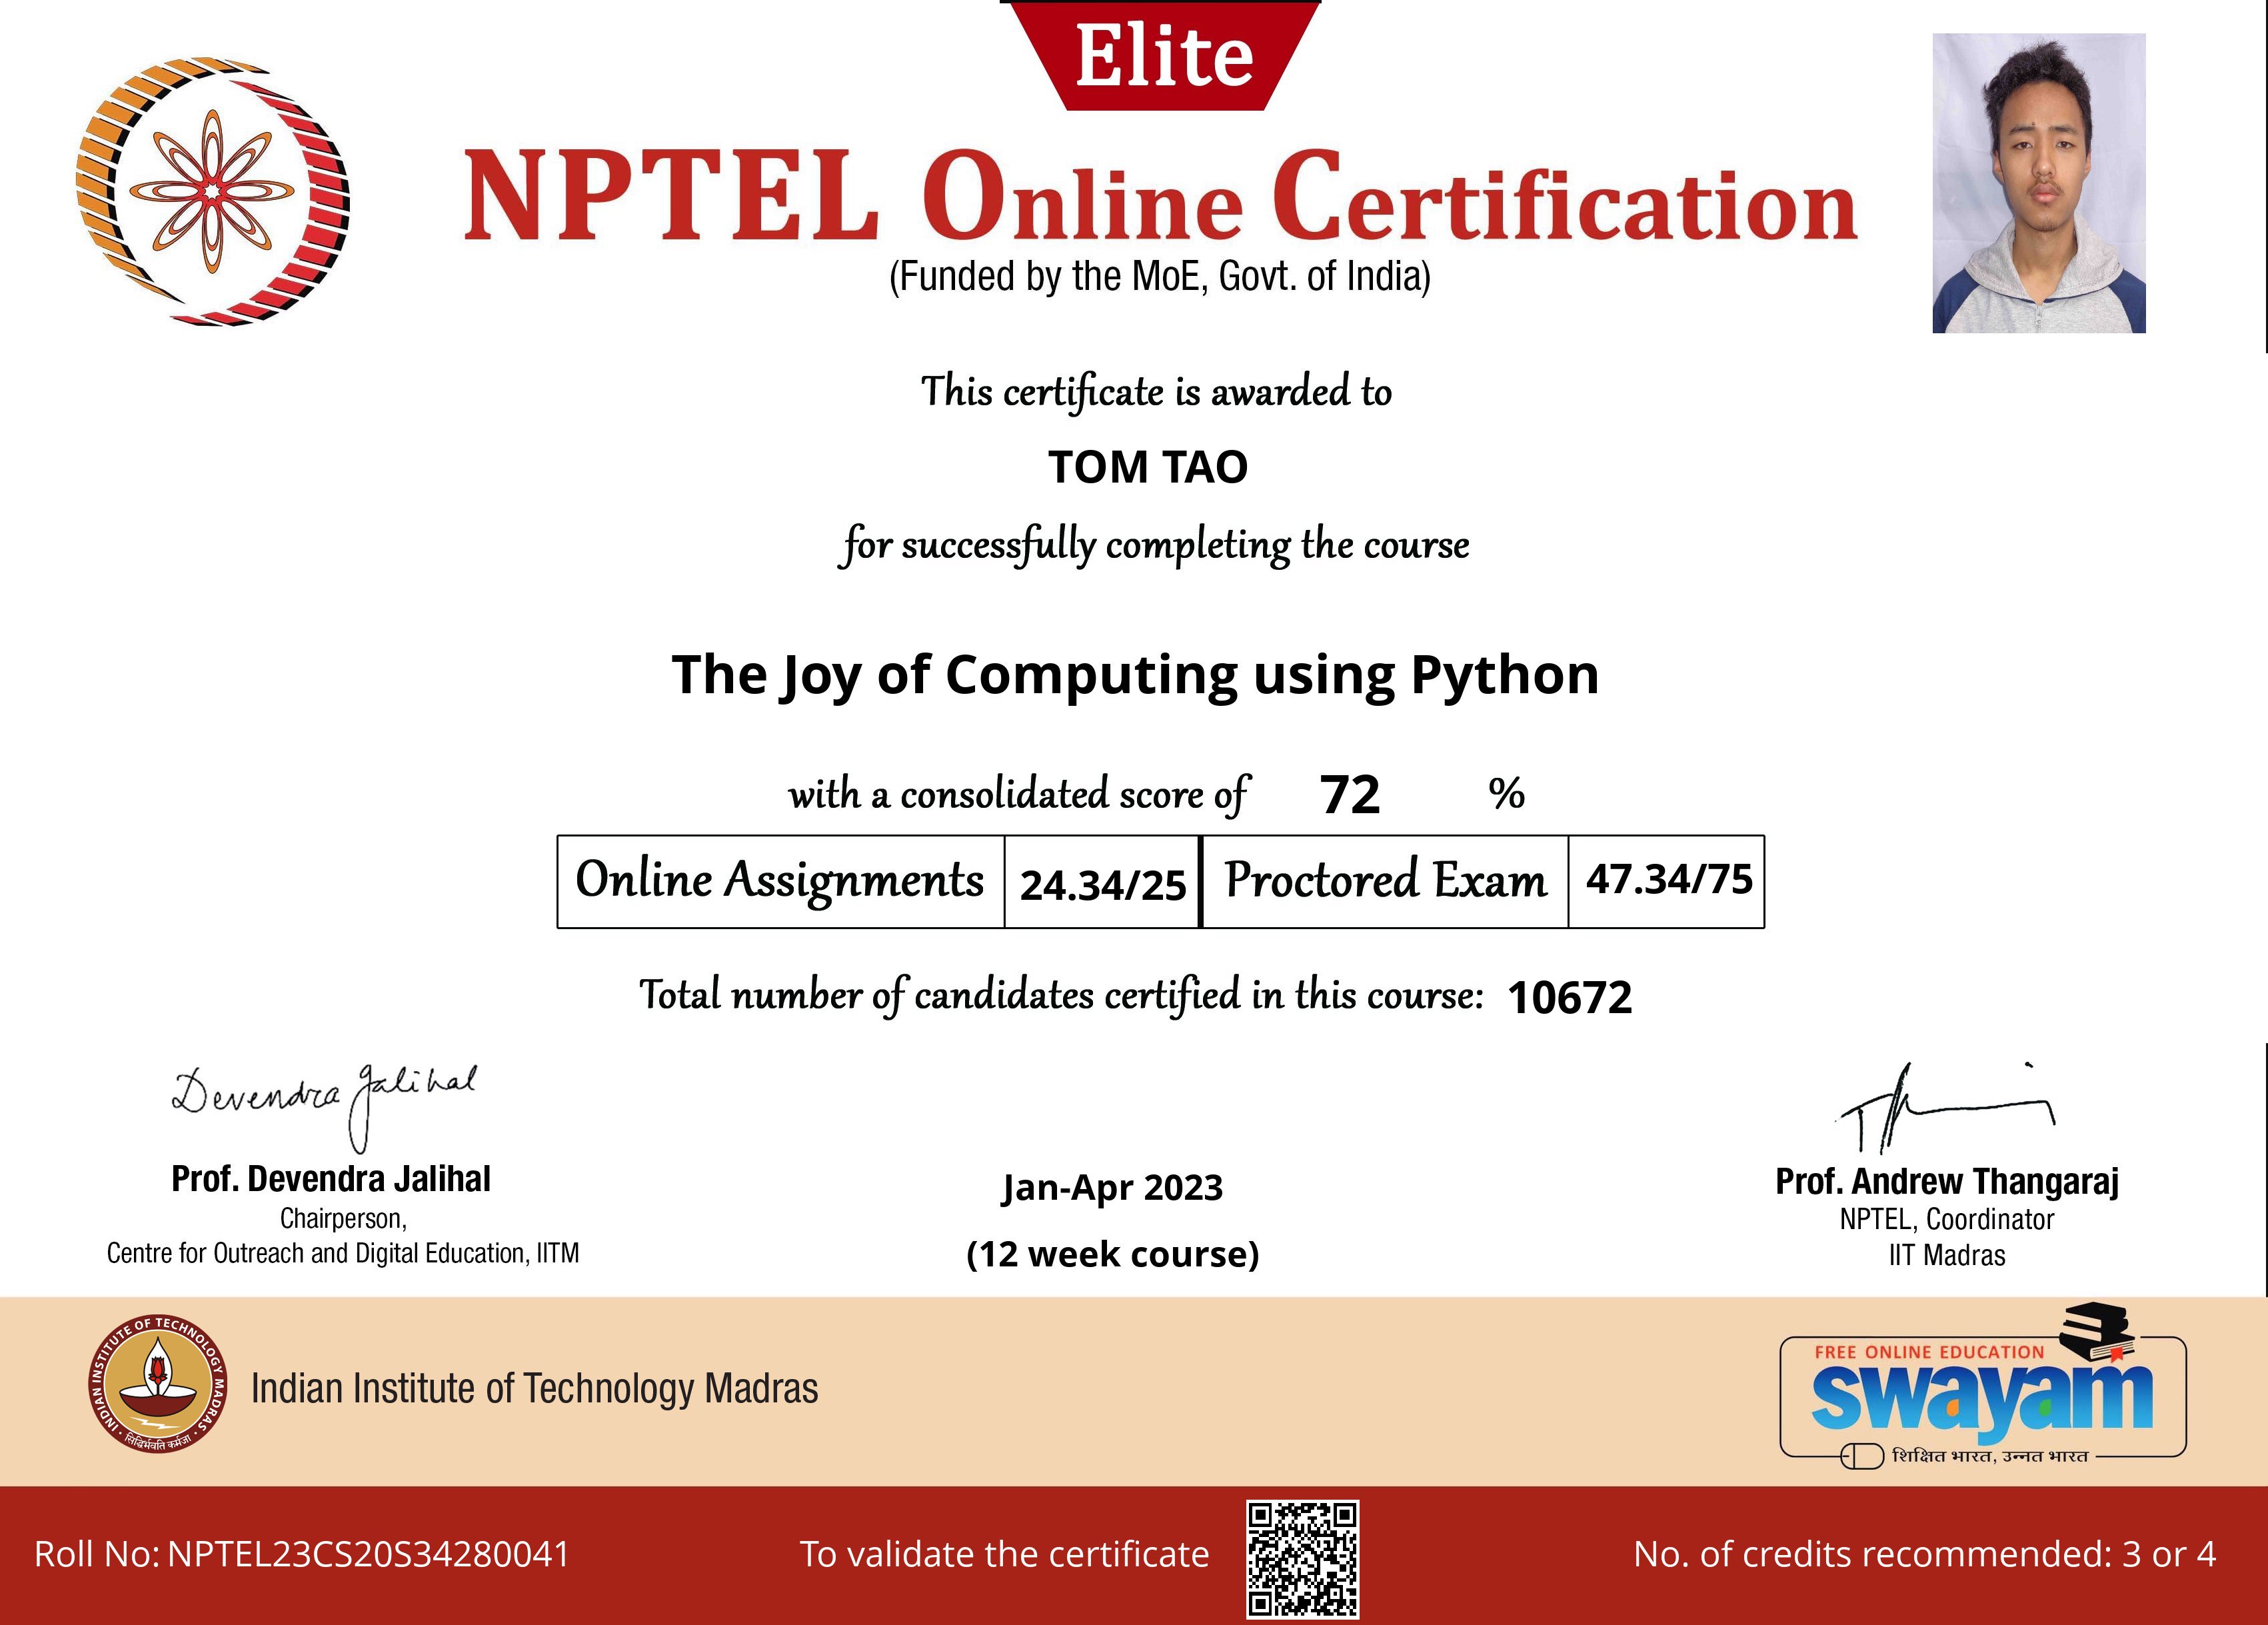 Elite
NPTEL Online Certification
(Funded by the MoE, Govt. of India)
This certificate is awarded to
TOM TAO
for successfully completing the course
The Joy of Computing using Python
with a consolidated score of 72 %
Online Assignments 24.34/25 Proctored Exam 47.34/75
Total number of candidates certified in this course: 10672
Devendra Jalihal
Prof. Devendra Jalihal
Chairperson,
Centre for Outreach and Digital Education, IITM
Jan-Apr 2023
(12 week course)
Prof. Andrew Thangaraj
NPTEL, Coordinator
IIT Madras
INDIAN INSTITUTE OF TECHNOLOGY MADRAS
सिद्धिर्भवति कर्मजा
Indian Institute of Technology Madras
FREE ONLINE EDUCATION
swayam
शिक्षित भारत, उन्नत भारत
Roll No: NPTEL23CS20S34280041
To validate the certificate
No. of credits recommended: 3 or 4